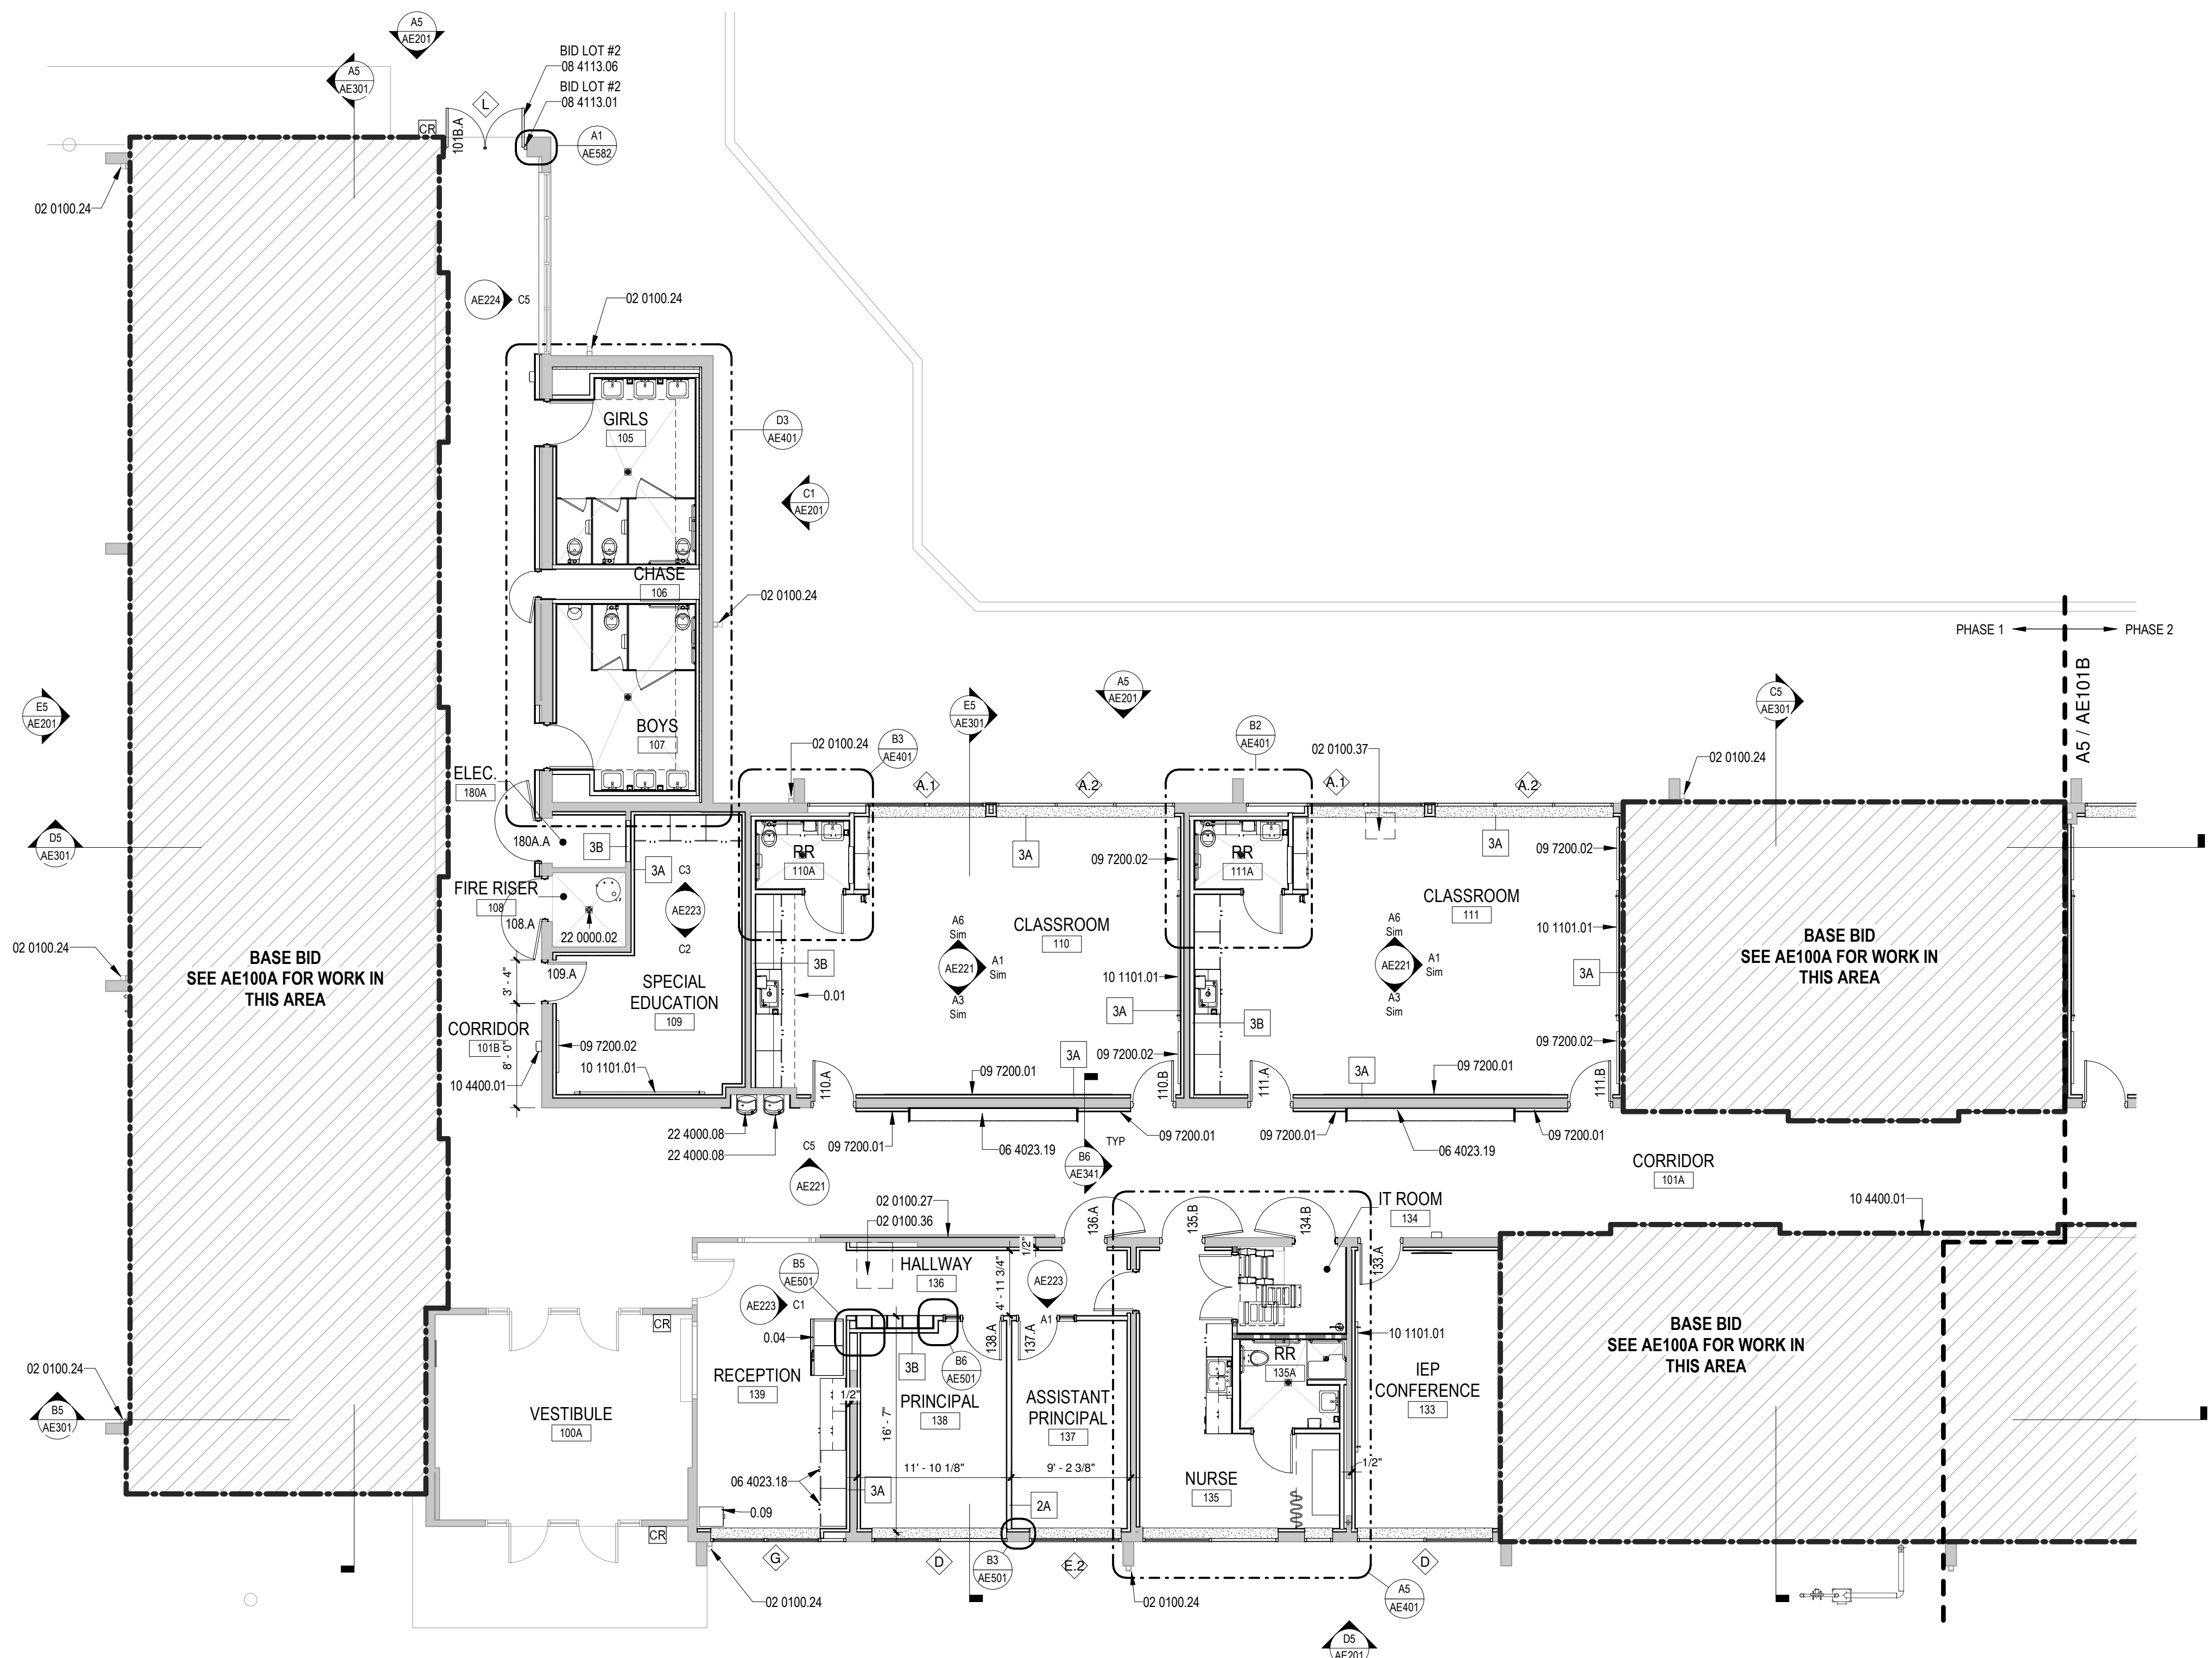 A5
AE201
A5
AE301
BID LOT #2
08 4113.06
BID LOT #2
08 4113.01
L
CR
101B.A
A1
AE582
02 0100.24
AE224
C5
02 0100.24
GIRLS
105
D3
AE401
C1
AE201
CHASE
106
02 0100.24
PHASE 1
PHASE 2
A5 / AE101B
E5
AE201
BOYS
107
A5
AE201
E5
AE301
C5
AE301
B3
AE401
B2
AE401
02 0100.24
02 0100.37
02 0100.24
ELEC.
180A
A.1
A.2
A.1
A.2
D5
AE301
180A.A
3B
3A
C3
AE223
C2
RR
110A
3A
09 7200.02
RR
111A
3A
09 7200.02
FIRE RISER
108
108.A
22 0000.02
CLASSROOM
110
CLASSROOM
111
A6
Sim
AE221
A1
Sim
A3
Sim
A6
Sim
AE221
A1
Sim
A3
Sim
10 1101.01
BASE BID
SEE AE100A FOR WORK IN
THIS AREA
02 0100.24
BASE BID
SEE AE100A FOR WORK IN
THIS AREA
109.A
3' - 4"
SPECIAL
EDUCATION
109
3B
0.01
10 1101.01
3A
3B
3A
CORRIDOR
101B
8' - 0"
09 7200.02
10 1101.01
10 4400.01
3A
09 7200.02
09 7200.01
3A
09 7200.01
09 7200.02
110.A
110.B
111.A
111.B
22 4000.08
22 4000.08
C5
AE221
09 7200.01
06 4023.19
TYP
B6
AE341
09 7200.01
09 7200.01
06 4023.19
09 7200.01
CORRIDOR
101A
10 4400.01
02 0100.27
02 0100.36
136.A
135.B
134.B
IT ROOM
134
133.A
HALLWAY
136
1/2"
4' - 11 3/4"
B5
AE501
AE223
C1
AE223
A1
0.04
CR
3B
B6
AE501
138.A
137.A
10 1101.01
BASE BID
SEE AE100A FOR WORK IN
THIS AREA
02 0100.24
B5
AE301
RECEPTION
139
1/2"
PRINCIPAL
138
ASSISTANT
PRINCIPAL
137
RR
135A
IEP
CONFERENCE
133
VESTIBULE
100A
16' - 7"
11' - 10 1/8"
9' - 2 3/8"
1/2"
06 4023.18
3A
2A
NURSE
135
0.09
CR
G
D
B3
AE501
E.2
D
02 0100.24
02 0100.24
A5
AE401
D5
AE201